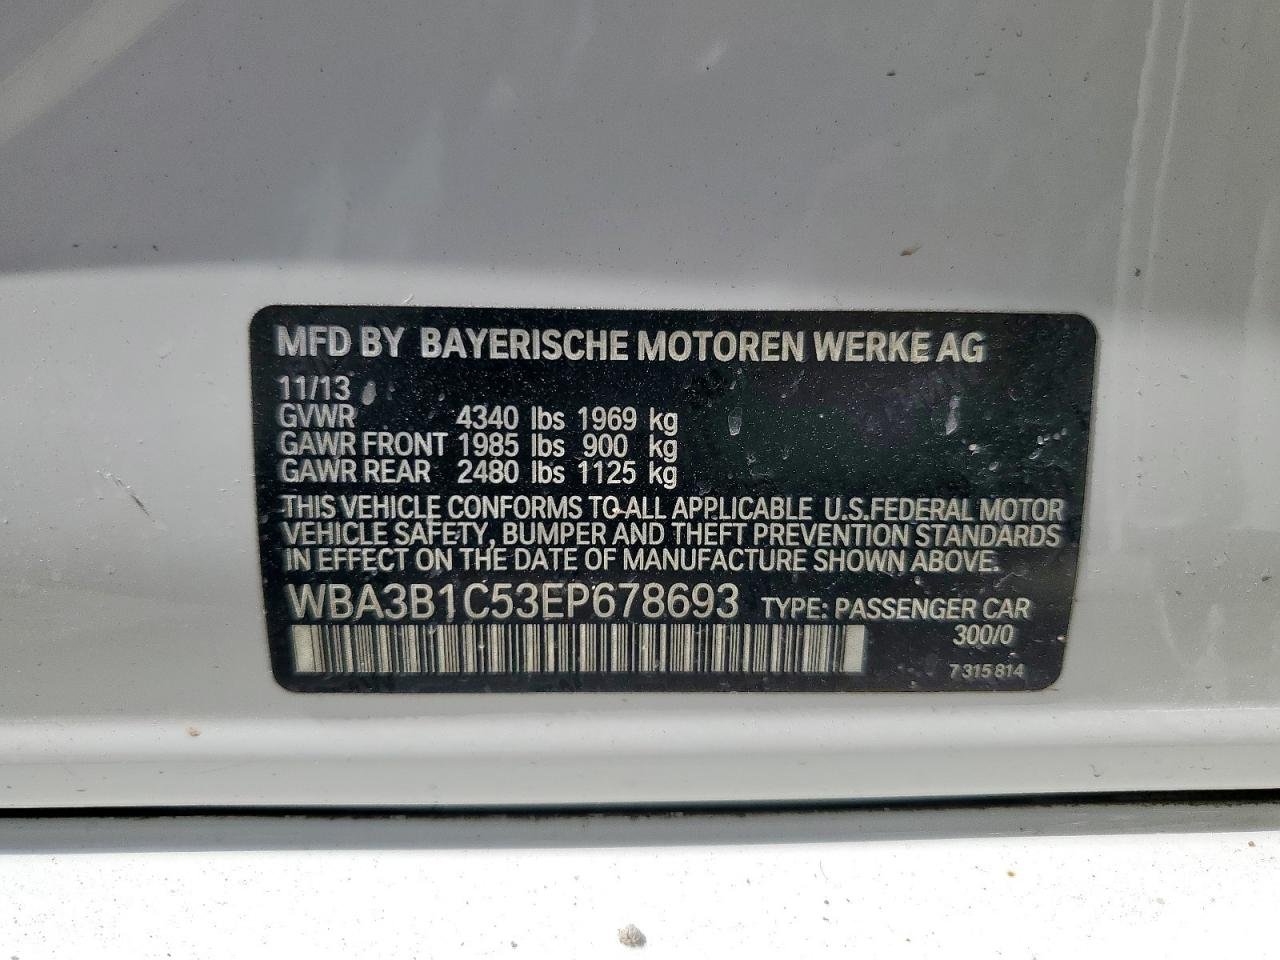 MFD BY BAYERISCHE MOTOREN WERKE AG
11/13
GVWR 4340 lbs 1969 kg
GAWR FRONT 1985 lbs 900 kg
GAWR REAR 2480 lbs 1125 kg
THIS VEHICLE CONFORMS TO ALL APPLICABLE U.S.FEDERAL MOTOR
VEHICLE SAFETY, BUMPER AND THEFT PREVENTION STANDARDS
IN EFFECT ON THE DATE OF MANUFACTURE SHOWN ABOVE.
WBA3B1C53EP678693 TYPE: PASSENGER CAR
300/0
7 315 814